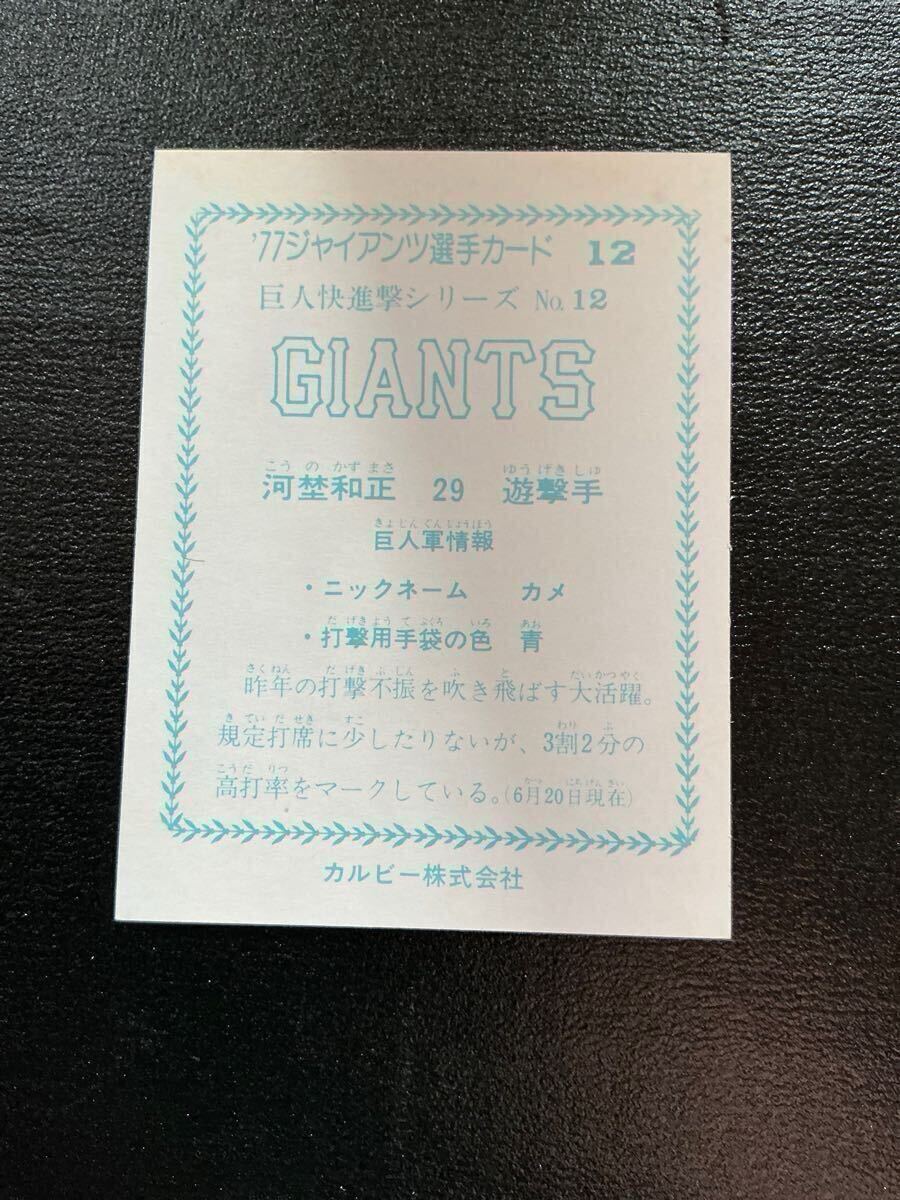 '77ジャイアンツ選手カード 12
巨人快進撃シリーズ No.12
GIANTS
こうのかずまさ ゆうげきしゅ
河埜和正 29 遊撃手
きょじんぐんじょうほう
巨人軍情報
・ニックネーム カメ
だげきようてぶくろ いろ あお
・打撃用手袋の色 青
さくねん だげきふしん ふ と だいかつやく
昨年の打撃不振を吹き飛ばす大活躍。
きていだせき すこ わり ぶ
規定打席に少したりないが、3割2分の
こうだりつ がつ にちげんざい
高打率をマークしている。(6月20日現在)
カルビー株式会社